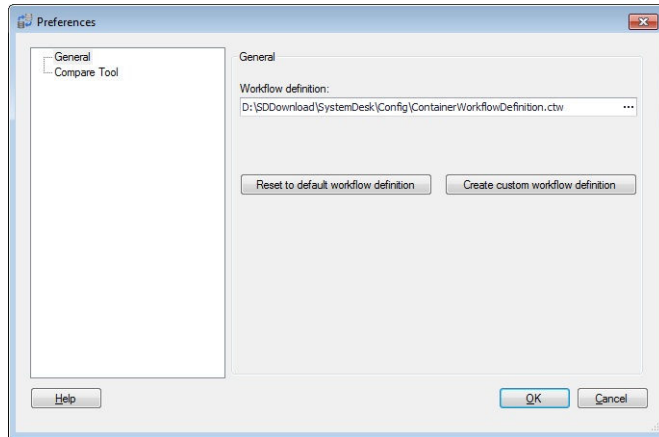 Preferences
General
Compare Tool
General
Workflow definition:
D:\SDDownload\SystemDesk\Config\ContainerWorkflowDefinition.ctw ...
Reset to default workflow definition
Create custom workflow definition
Help
OK
Cancel